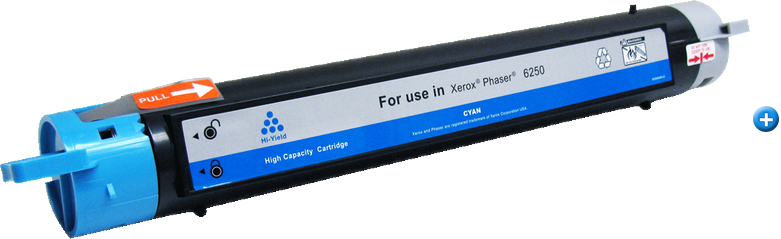 PULL
Hi-Yield
High Capacity Cartridge
For use in Xerox® Phaser® 6250
CYAN
Xerox and Phaser are registered trademark of Xerox Corporation USA